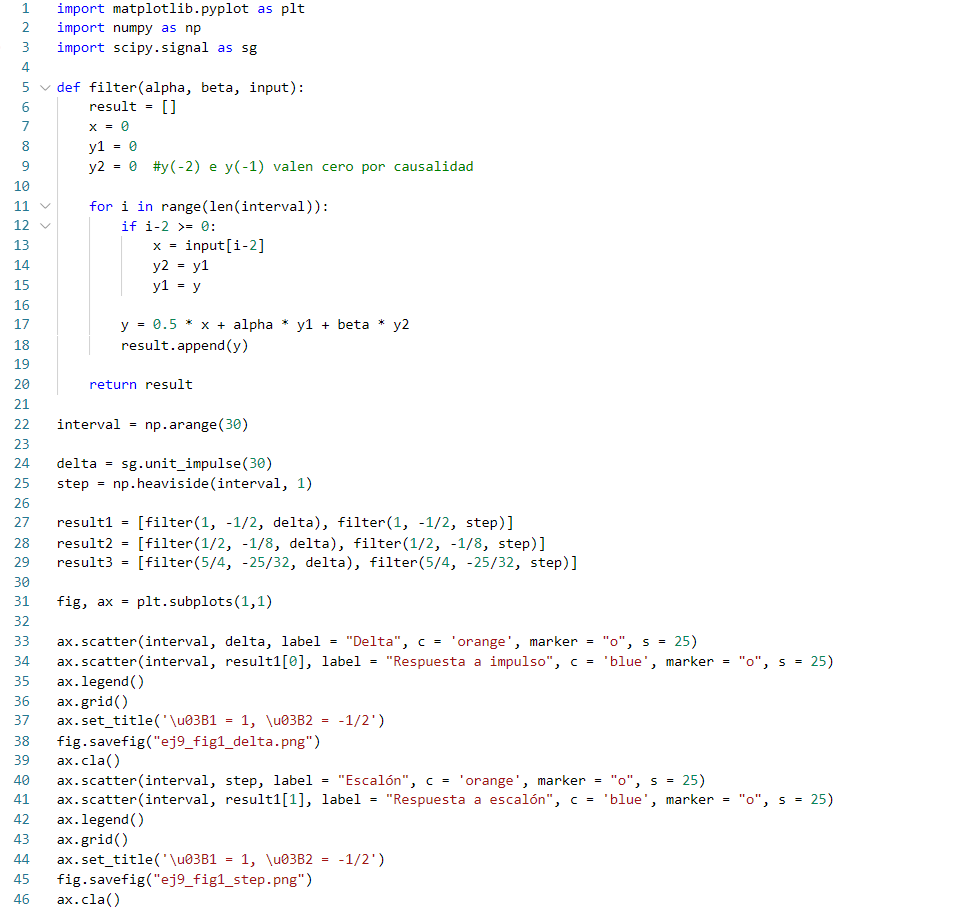 1 import matplotlib.pyplot as plt
2 import numpy as np
3 import scipy.signal as sg
4
5 def filter(alpha, beta, input):
6     result = []
7     x = 0
8     y1 = 0
9     y2 = 0  #y(-2) e y(-1) valen cero por causalidad
10
11     for i in range(len(interval)):
12         if i-2 >= 0:
13             x = input[i-2]
14             y2 = y1
15             y1 = y
16
17         y = 0.5 * x + alpha * y1 + beta * y2
18         result.append(y)
19
20     return result
21
22 interval = np.arange(30)
23
24 delta = sg.unit_impulse(30)
25 step = np.heaviside(interval, 1)
26
27 result1 = [filter(1, -1/2, delta), filter(1, -1/2, step)]
28 result2 = [filter(1/2, -1/8, delta), filter(1/2, -1/8, step)]
29 result3 = [filter(5/4, -25/32, delta), filter(5/4, -25/32, step)]
30
31 fig, ax = plt.subplots(1,1)
32
33 ax.scatter(interval, delta, label = "Delta", c = 'orange', marker = "o", s = 25)
34 ax.scatter(interval, result1[0], label = "Respuesta a impulso", c = 'blue', marker = "o", s = 25)
35 ax.legend()
36 ax.grid()
37 ax.set_title('\u03B1 = 1, \u03B2 = -1/2')
38 fig.savefig("ej9_fig1_delta.png")
39 ax.cla()
40 ax.scatter(interval, step, label = "Escalón", c = 'orange', marker = "o", s = 25)
41 ax.scatter(interval, result1[1], label = "Respuesta a escalón", c = 'blue', marker = "o", s = 25)
42 ax.legend()
43 ax.grid()
44 ax.set_title('\u03B1 = 1, \u03B2 = -1/2')
45 fig.savefig("ej9_fig1_step.png")
46 ax.cla()